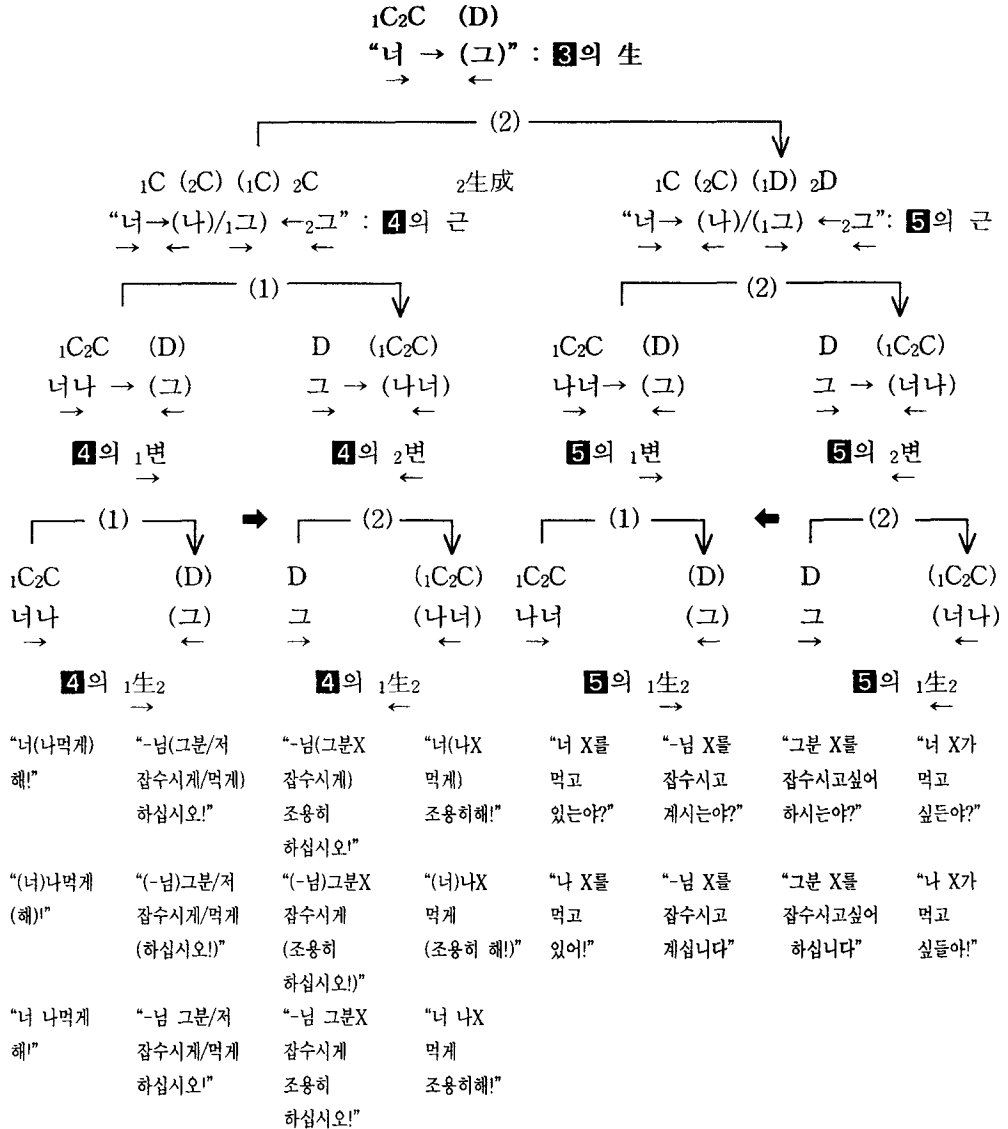 ₁C₂C (D)
“너 → (그)” : 3의 生
→ ←
(2)
₁C (₂C) (₁C) ₂C ₂生成 ₁C (₂C) (₁D) ₂D
“너→(나)/₁그) ←₂그” : 4의 근 “너→ (나)/(₁그) ←₂그”: 5의 근
→ ← → ← → ← → ←
(1) (2)
₁C₂C (D) D (₁C₂C) ₁C₂C (D) D (₁C₂C)
너나 → (그) 그 → (나너) 나너→ (그) 그 → (너나)
→ ← → ← → ← → ←
4의 ₁변 4의 ₂변 5의 ₁변 5의 ₂변
→ ← → ←
(1) ➡ (2) (1) ⬅ (2)
₁C₂C (D) D (₁C₂C) ₁C₂C (D) D (₁C₂C)
너나 (그) 그 (나너) 나너 (그) 그 (너나)
→ ← → ← → ← → ←
4의 ₁生₂ 4의 ₁生₂ 5의 ₁生₂ 5의 ₁生₂
→ ← → ←
“너(나먹게) “-님(그분/저 “-님(그분X “너(나X “너 X를 “-님 X를 “그분 X를 “너 X가
해!” 잡수시게/먹게) 잡수시게) 먹게) 먹고 잡수시고 잡수시고싶어 먹고
하십시오!” 조용히 조용히해!” 있는야?” 계시는야?” 하시는야?” 싶든야?”
하십시오!”
“(너)나먹게 “(-님)그분/저 “(-님)그분X “(너)나X “나 X를 “-님 X를 “그분 X를 “나 X가
(해)!” 잡수시게/먹게 잡수시게 먹게 먹고 잡수시고 잡수시고싶어 먹고
(하십시오!)” (조용히 (조용히 해!)” 있어!” 계십니다” 하십니다” 싶들아!”
하십시오!)”
“너 나먹게 “-님 그분/저 “-님 그분X “너 나X
해!” 잡수시게/먹게 잡수시게 먹게
하십시오!” 조용히 조용히해!”
하십시오!”